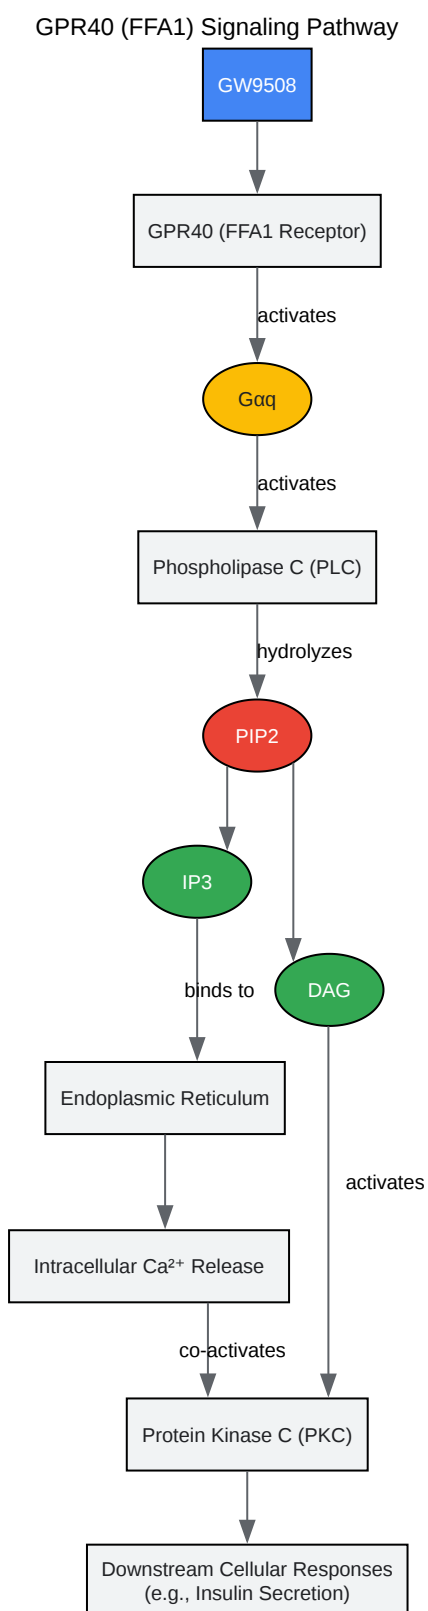 GPR40 (FFA1) Signaling Pathway
GW9508
GPR40 (FFA1 Receptor)
activates
Gαq
activates
Phospholipase C (PLC)
hydrolyzes
PIP2
IP3
binds to
DAG
Endoplasmic Reticulum
activates
Intracellular Ca²⁺ Release
co-activates
Protein Kinase C (PKC)
Downstream Cellular Responses
(e.g., Insulin Secretion)